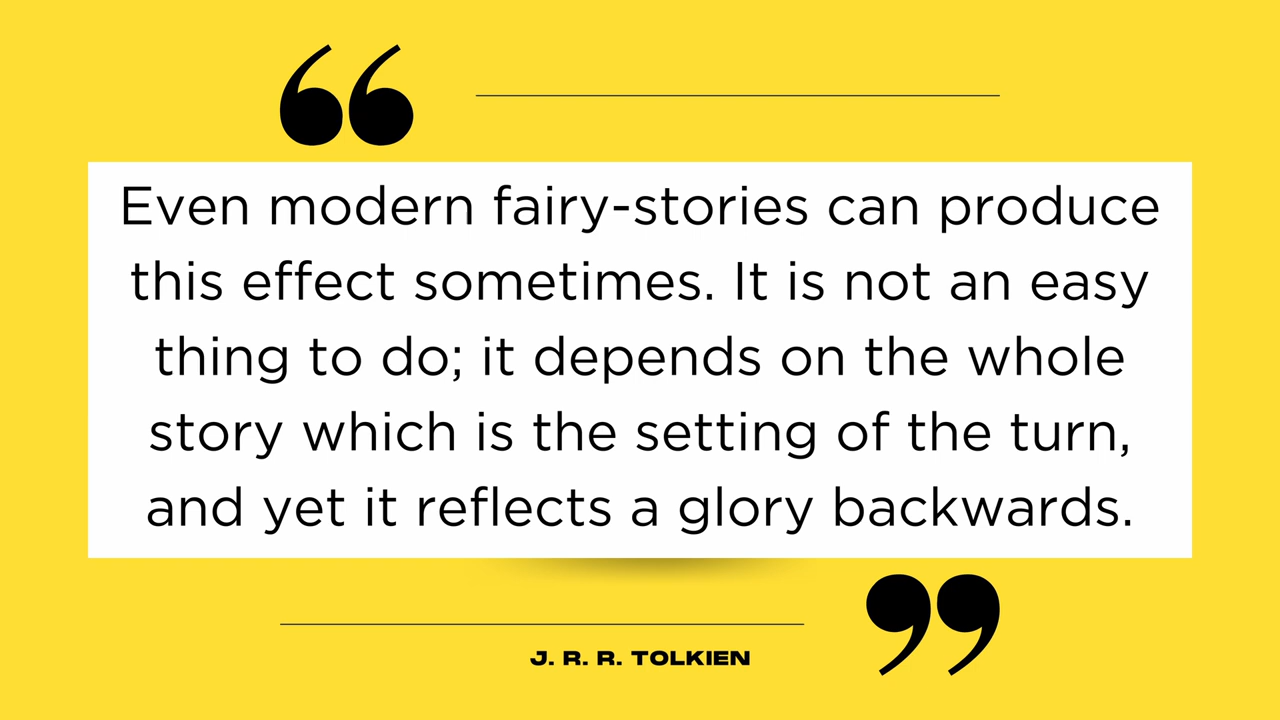 “
Even modern fairy-stories can produce
this effect sometimes. It is not an easy
thing to do; it depends on the whole
story which is the setting of the turn,
and yet it reflects a glory backwards.
”
J. R. R. TOLKIEN